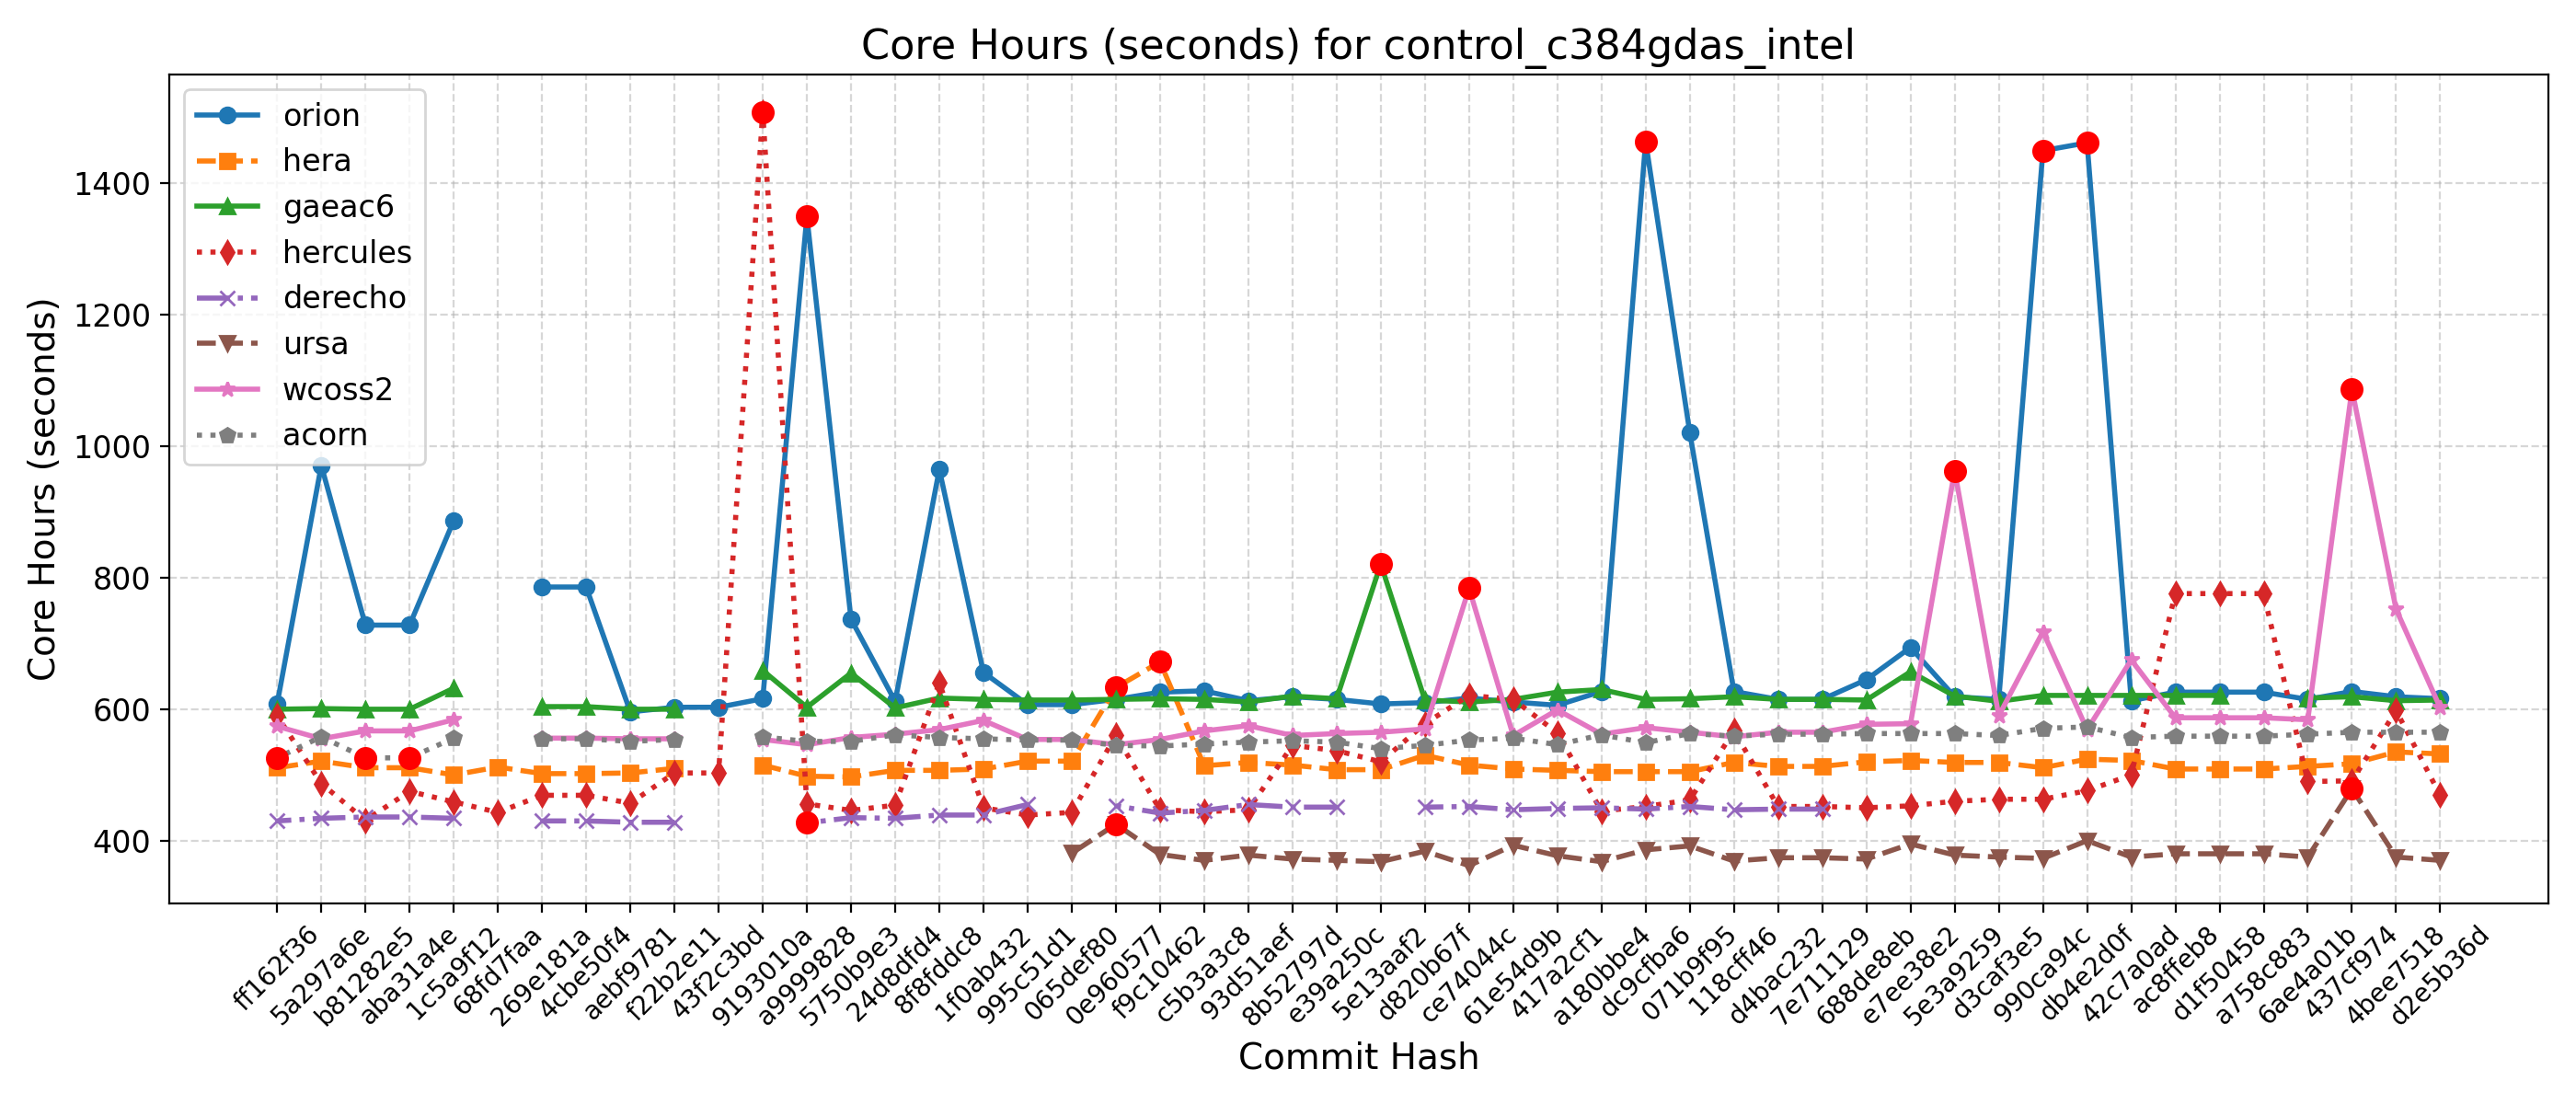 Core Hours (seconds) for control_c384gdas_intel
Core Hours (seconds)
1400
1200
1000
800
600
400
orion
hera
gaeac6
hercules
derecho
ursa
wcoss2
acorn
ff162f36
5a297a6e
b81282e5
aba31a4e
1c5a9f12
68fd7faa
269e181a
4cbe50f4
aebf9781
f22b2e11
43f2c3bd
9193010a
a9999828
5750b9e3
24d8dfd4
8f8fddc8
1f0ab432
995c51d1
065def80
0e960577
f9c10462
c5b3a3c8
93d51aef
8b52797d
e39a250c
5e13aaf2
d820b67f
ce74044c
61e54d9b
417a2cf1
a180bbe4
dc9cfba6
071b9f95
118cff46
d4bac232
7e711129
688de8eb
e7ee38e2
5e3a9259
d3caf3e5
990ca94c
db4e2d0f
42c7a0ad
ac8ffeb8
d1f50458
a758c883
6ae4a01b
437cf974
4bee7518
d2e5b36d
Commit Hash